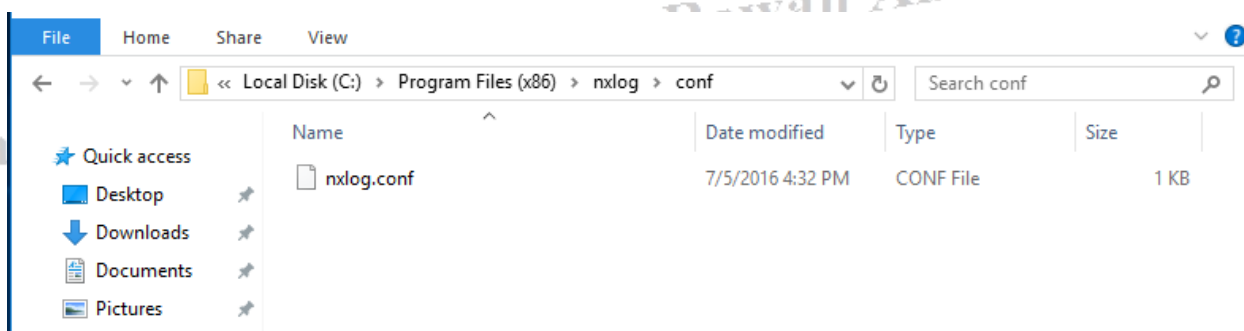 File Home Share View
« Local Disk (C:) > Program Files (x86) > nxlog > conf Search conf
Name Date modified Type Size
Quick access
nxlog.conf 7/5/2016 4:32 PM CONF File 1 KB
Desktop
Downloads
Documents
Pictures